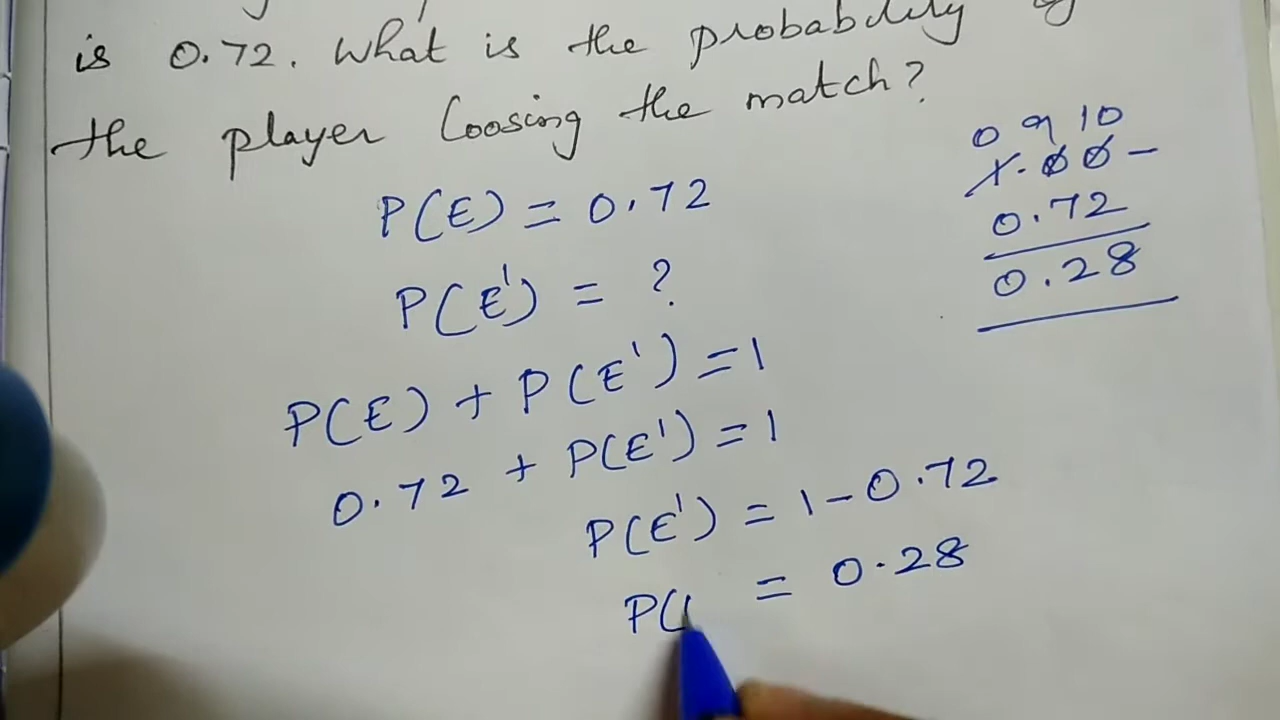 is 0.72. What is the probability of
the player loosing the match?
P(E) = 0.72
P(E') = ?
P(E) + P(E') = 1
0.72 + P(E') = 1
P(E') = 1 - 0.72
P( = 0.28
0 9 10
1.00 -
0.72
0.28